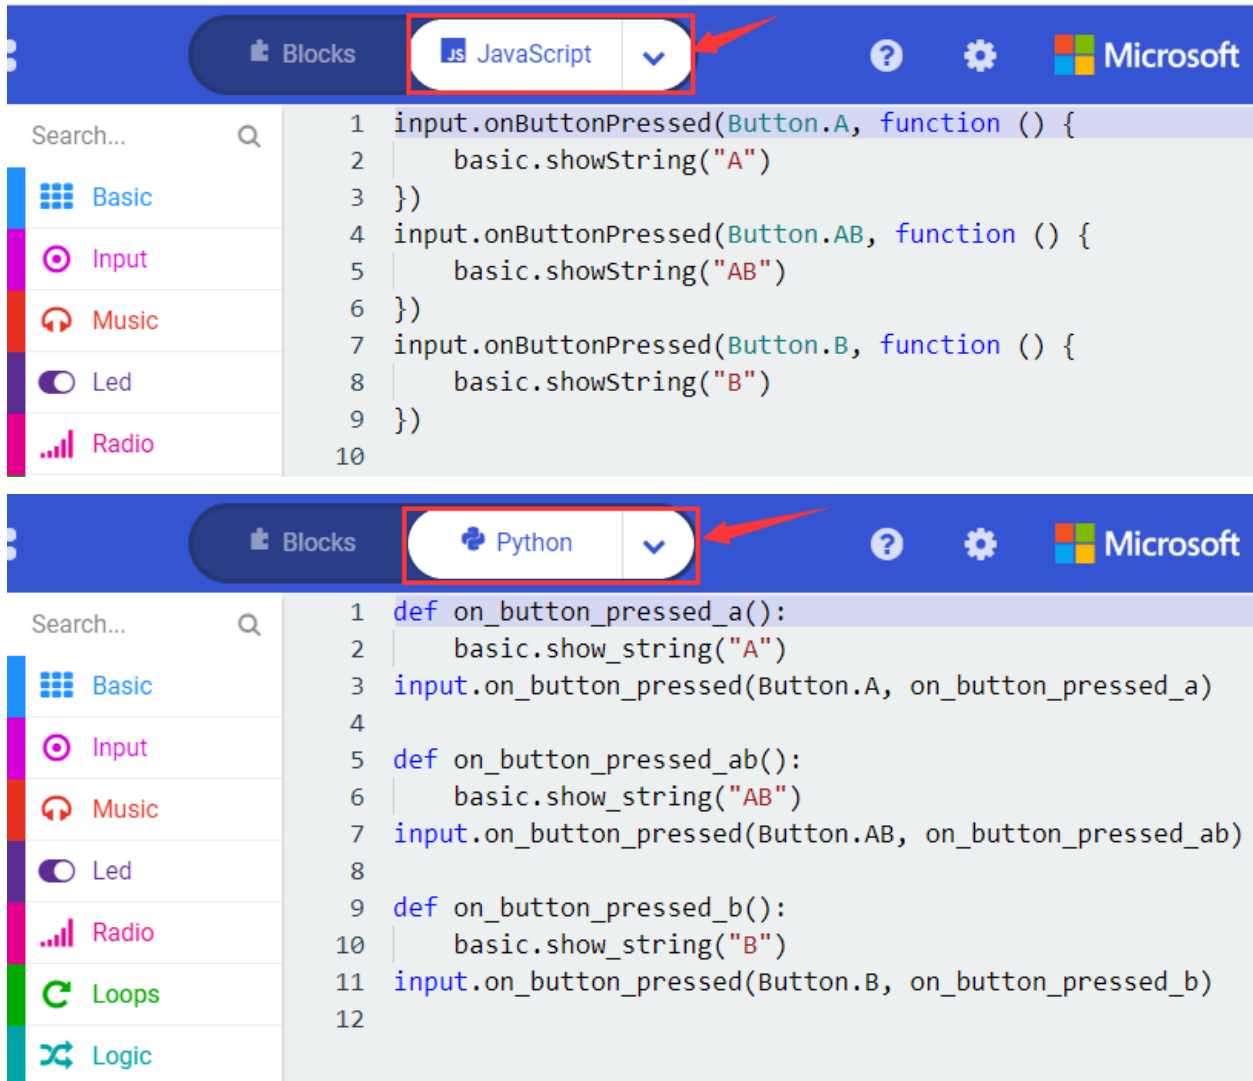 Blocks JS JavaScript Microsoft
Search...
Basic
Input
Music
Led
Radio
1 input.onButtonPressed(Button.A, function () {
2 basic.showString("A")
3 })
4 input.onButtonPressed(Button.AB, function () {
5 basic.showString("AB")
6 })
7 input.onButtonPressed(Button.B, function () {
8 basic.showString("B")
9 })
10
Blocks Python Microsoft
Search...
Basic
Input
Music
Led
Radio
Loops
Logic
1 def on_button_pressed_a():
2 basic.show_string("A")
3 input.on_button_pressed(Button.A, on_button_pressed_a)
4
5 def on_button_pressed_ab():
6 basic.show_string("AB")
7 input.on_button_pressed(Button.AB, on_button_pressed_ab)
8
9 def on_button_pressed_b():
10 basic.show_string("B")
11 input.on_button_pressed(Button.B, on_button_pressed_b)
12